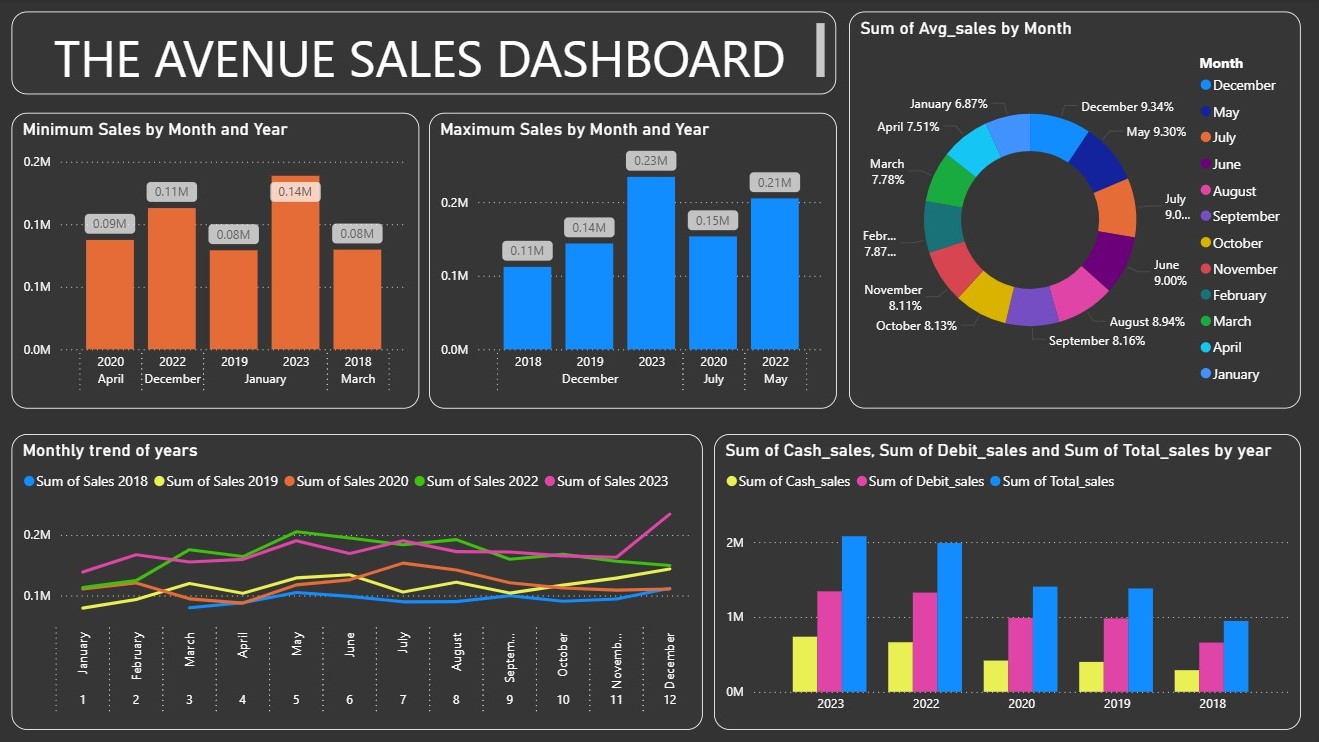 THE AVENUE SALES DASHBOARD
Minimum Sales by Month and Year
0.2M
0.1M
0.1M
0.0M
0.09M
0.11M
0.08M
0.14M
0.08M
2020 2022 2019 2023 2018
April December January March
Maximum Sales by Month and Year
0.2M
0.1M
0.0M
0.11M
0.14M
0.23M
0.15M
0.21M
2018 2019 2023 2020 2022
December July May
Sum of Avg_sales by Month
January 6.87%
April 7.51%
March
7.78%
Febr...
7.87...
November
8.11%
October 8.13%
September 8.16%
August 8.94%
June
9.00%
July
9.0...
May 9.30%
December 9.34%
Month
December
May
July
June
August
September
October
November
February
March
April
January
Monthly trend of years
Sum of Sales 2018 Sum of Sales 2019 Sum of Sales 2020 Sum of Sales 2022 Sum of Sales 2023
0.2M
0.1M
January February March April May June July August Septem... October Novemb... December
1 2 3 4 5 6 7 8 9 10 11 12
Sum of Cash_sales, Sum of Debit_sales and Sum of Total_sales by year
Sum of Cash_sales Sum of Debit_sales Sum of Total_sales
2M
1M
0M
2023 2022 2020 2019 2018